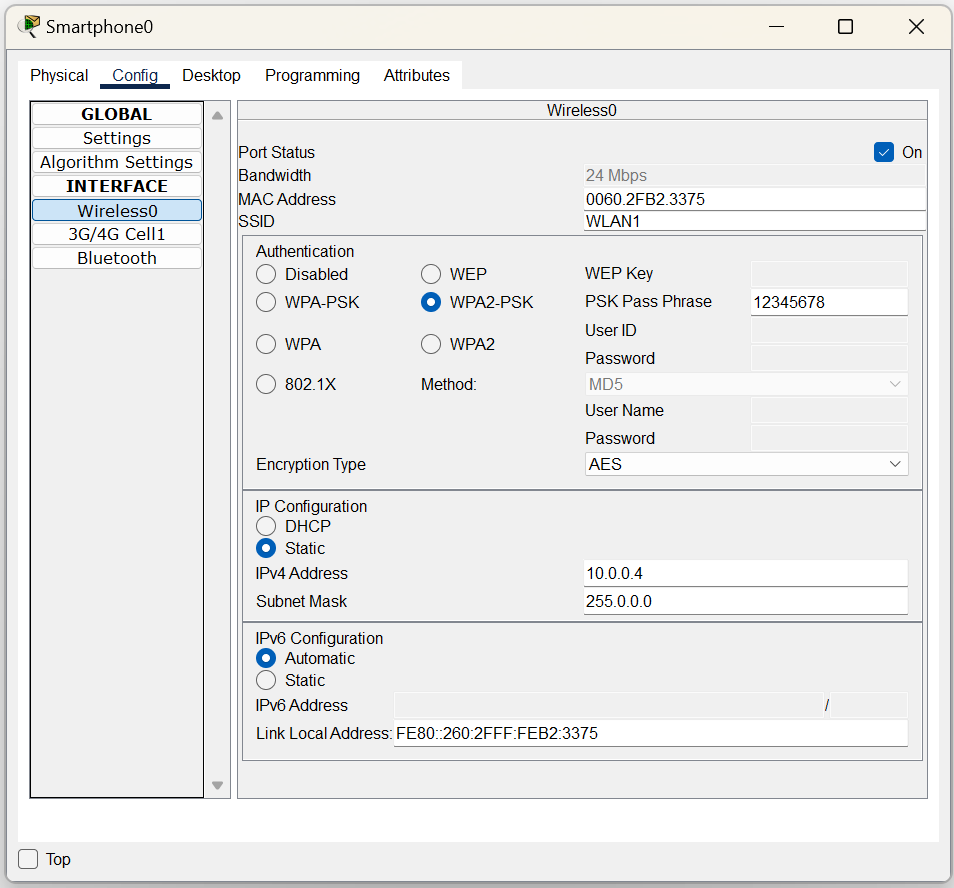 Smartphone0
Physical Config Desktop Programming Attributes
GLOBAL
Settings
Algorithm Settings
INTERFACE
Wireless0
3G/4G Cell1
Bluetooth
Wireless0
Port Status On
Bandwidth 24 Mbps
MAC Address 0060.2FB2.3375
SSID WLAN1
Authentication
Disabled WEP WEP Key
WPA-PSK WPA2-PSK PSK Pass Phrase 12345678
User ID
WPA WPA2
Password
802.1X Method: MD5
User Name
Password
Encryption Type AES
IP Configuration
DHCP
Static
IPv4 Address 10.0.0.4
Subnet Mask 255.0.0.0
IPv6 Configuration
Automatic
Static
IPv6 Address /
Link Local Address: FE80::260:2FFF:FEB2:3375
Top